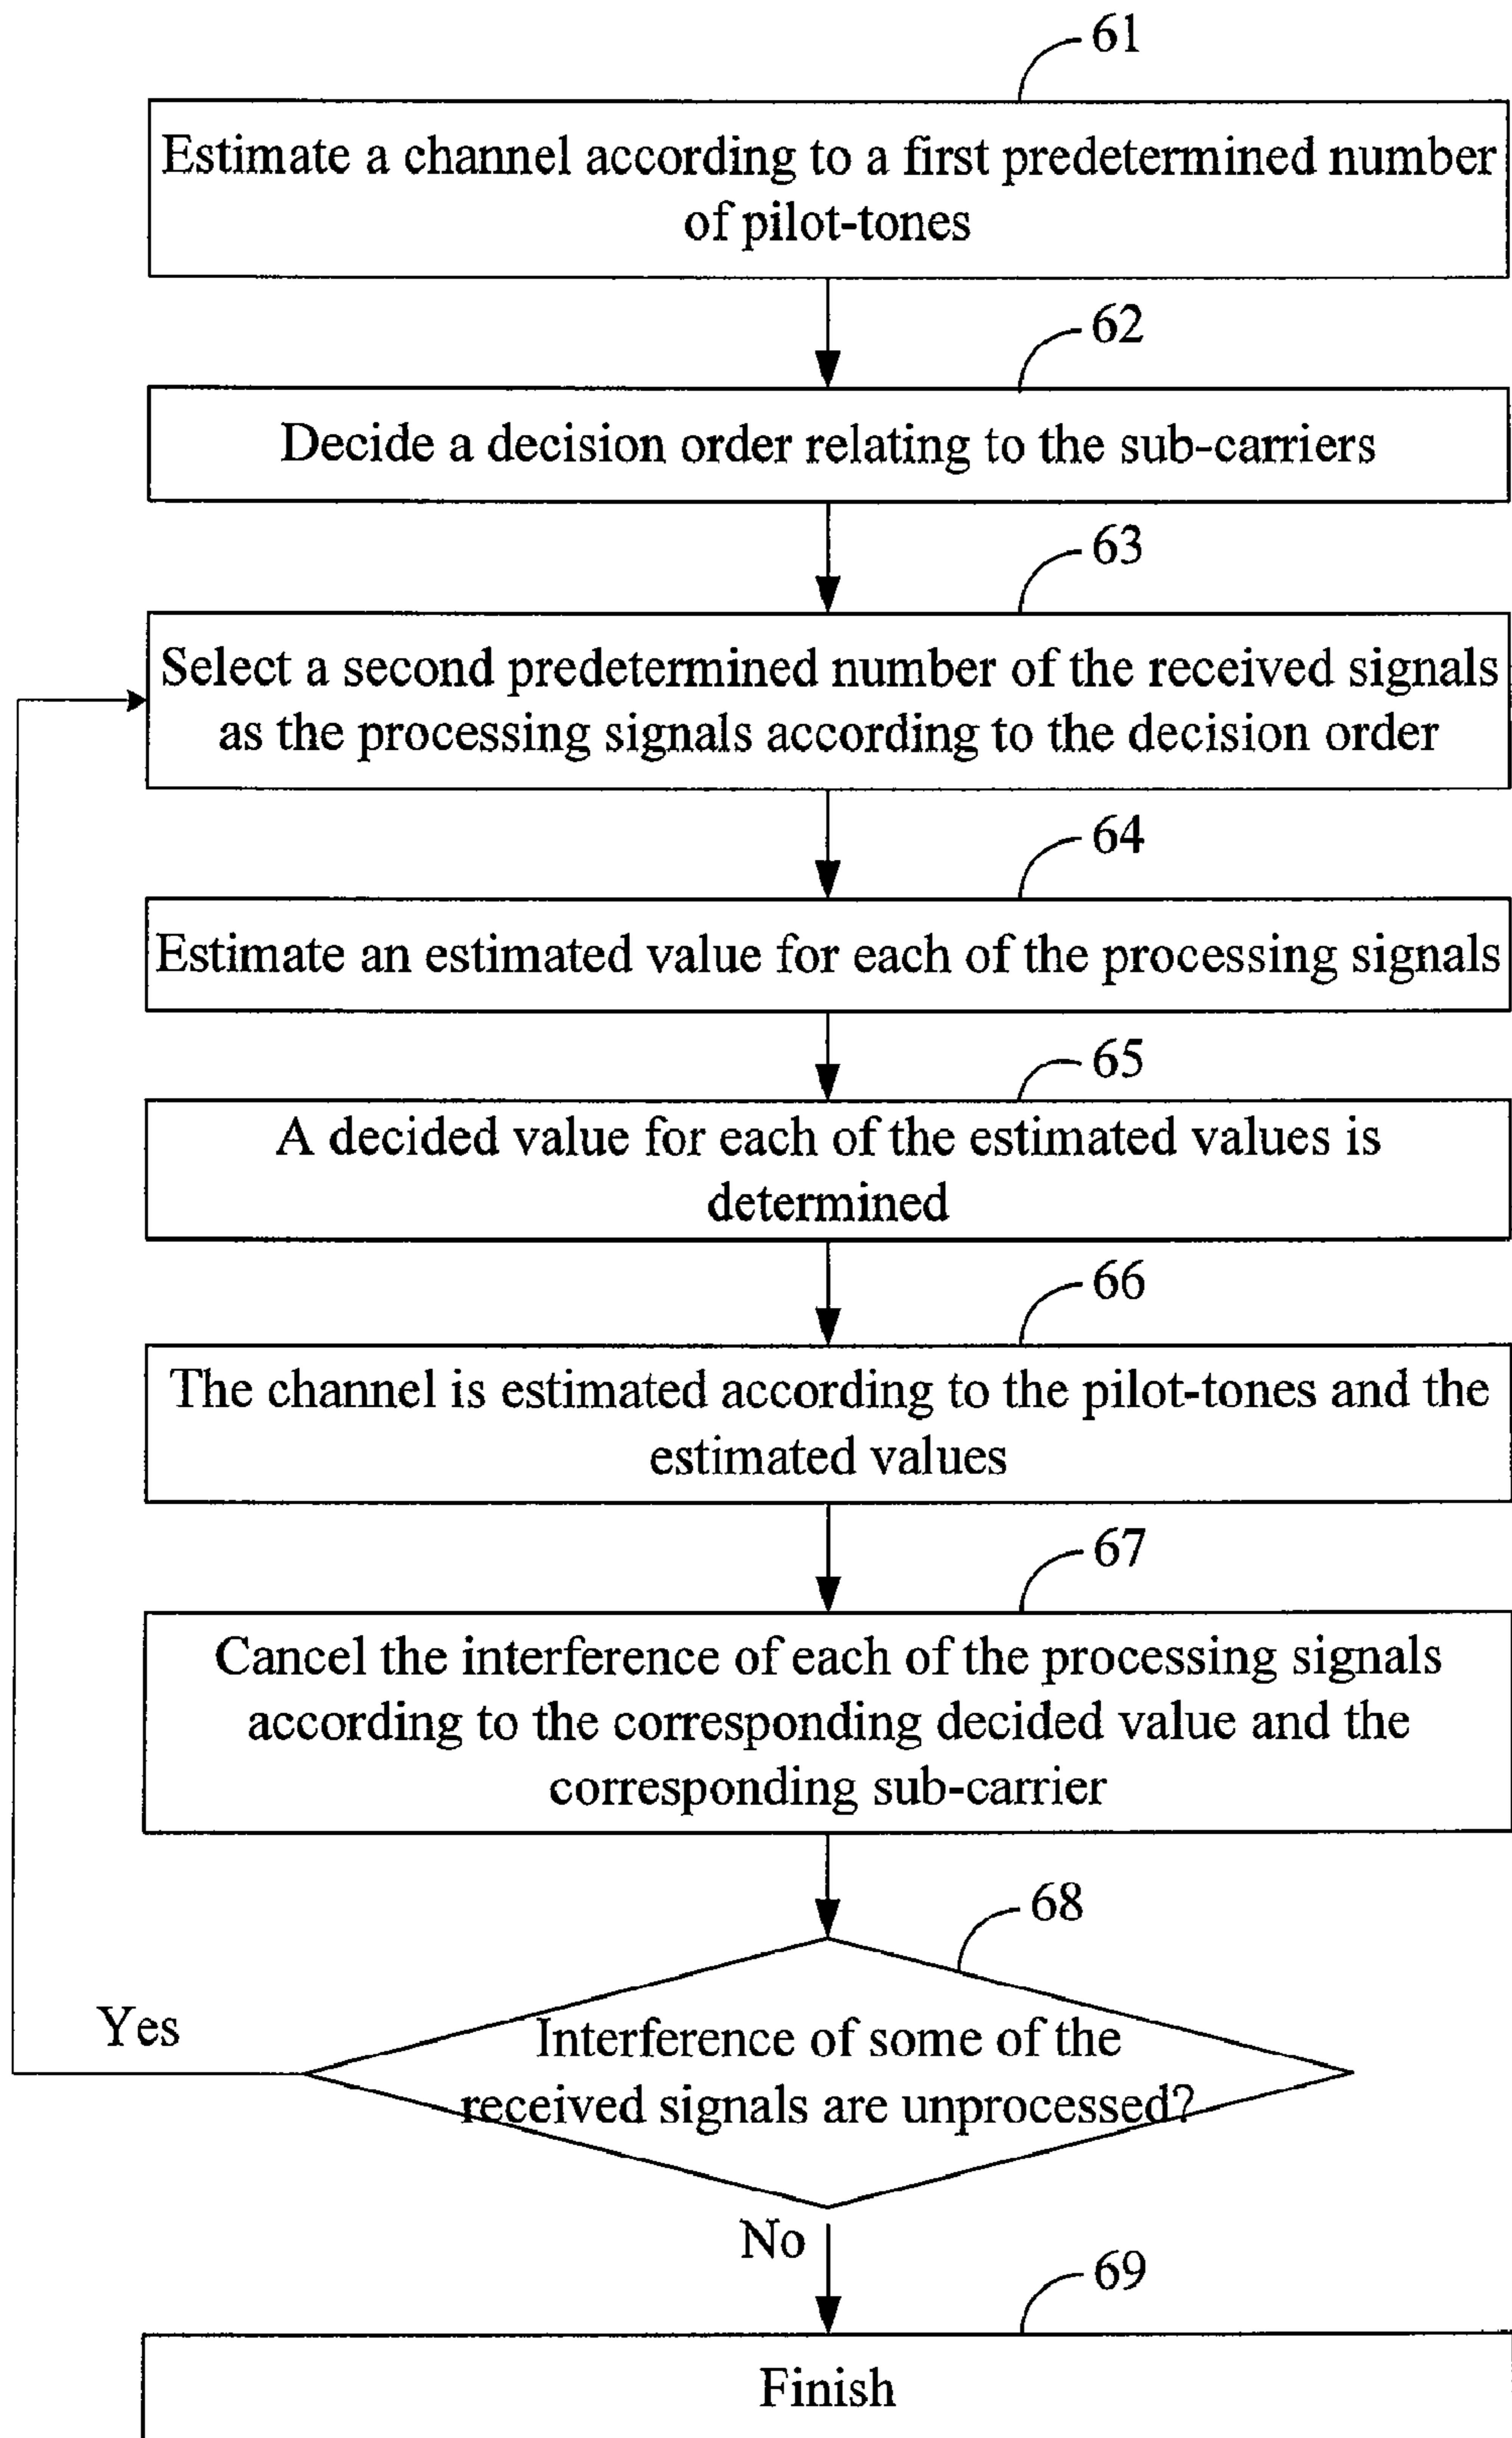 61
Estimate a channel according to a first predetermined number
of pilot-tones
62
Decide a decision order relating to the sub-carriers
63
Select a second predetermined number of the received signals
as the processing signals according to the decision order
64
Estimate an estimated value for each of the processing signals
65
A decided value for each of the estimated values is
determined
66
The channel is estimated according to the pilot-tones and the
estimated values
67
Cancel the interference of each of the processing signals
according to the corresponding decided value and the
corresponding sub-carrier
68
Yes
Interference of some of the
received signals are unprocessed?
No
69
Finish